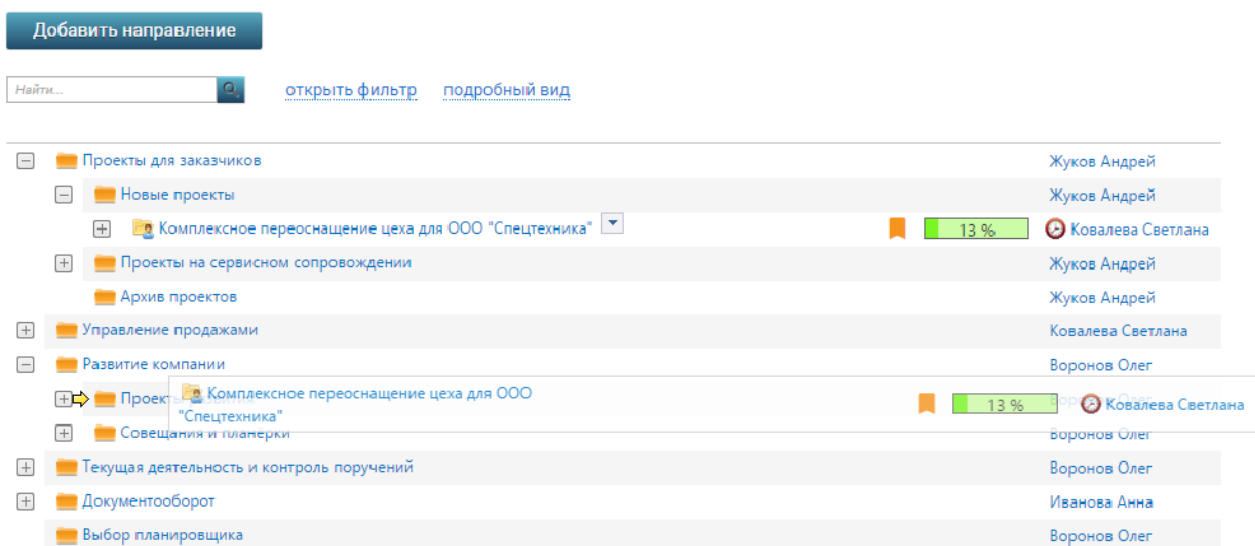 Добавить направление
Найти...
открыть фильтр подробный вид
Проекты для заказчиков Жуков Андрей
Новые проекты Жуков Андрей
Комплексное переоснащение цеха для ООО "Спецтехника" 13 % Ковалева Светлана
Проекты на сервисном сопровождении Жуков Андрей
Архив проектов Жуков Андрей
Управление продажами Ковалева Светлана
Развитие компании Воронов Олег
Комплексное переоснащение цеха для ООО
"Спецтехника" 13 % Ковалева Светлана
Совещания и планерки Воронов Олег
Текущая деятельность и контроль поручений Воронов Олег
Документооборот Иванова Анна
Выбор планировщика Воронов Олег